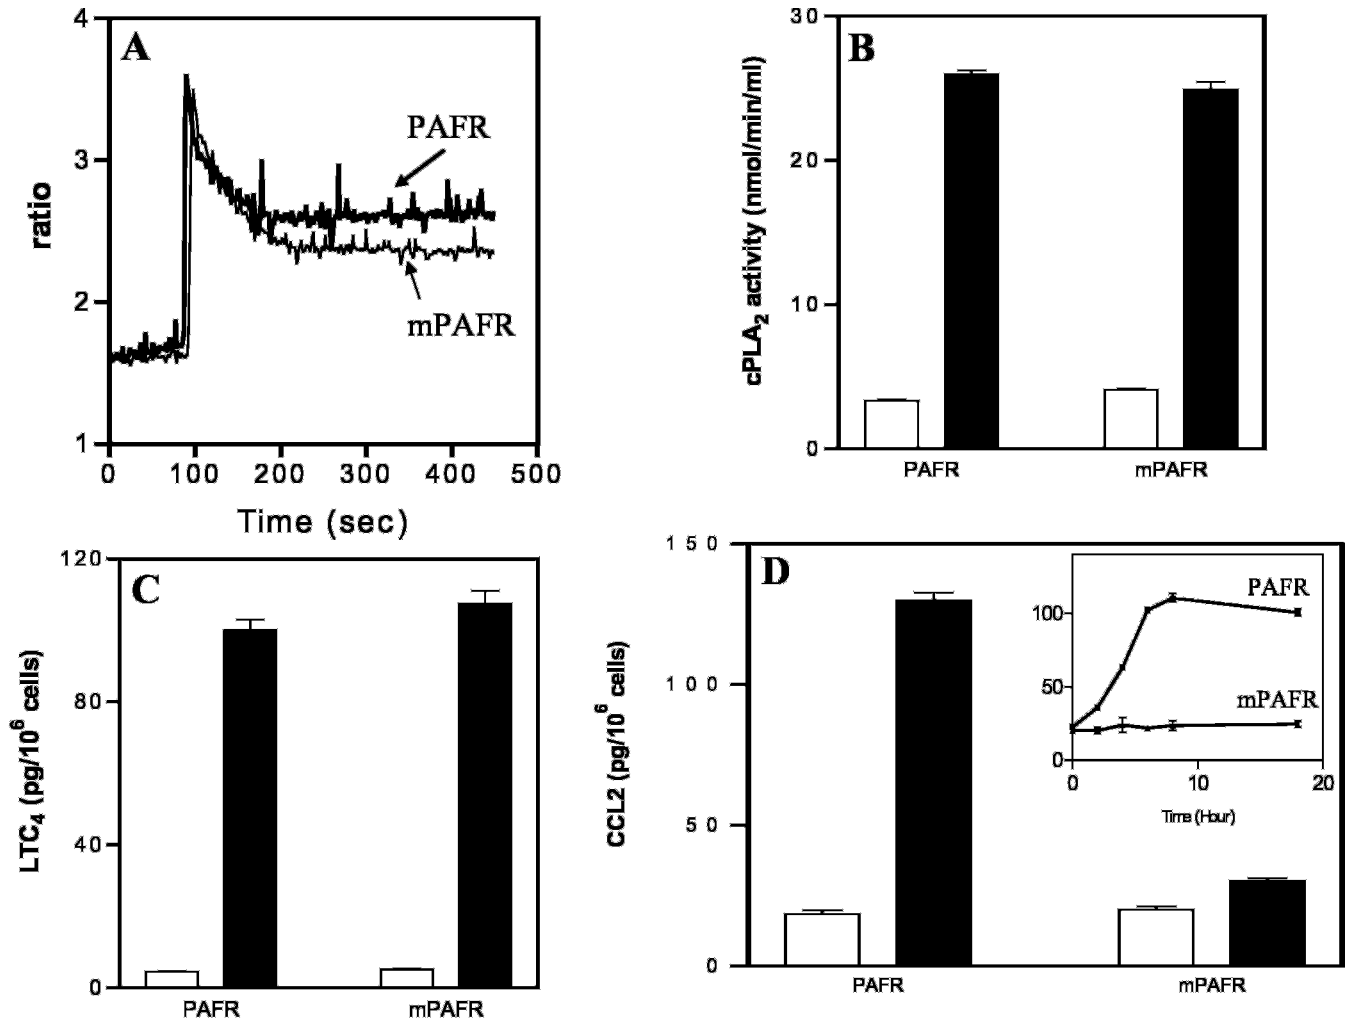 A
4
3
2
1
ratio
PAFR
mPAFR
0 100 200 300 400 500
Time (sec)
B
30
20
10
0
cPLA2 activity (nmol/min/ml)
PAFR mPAFR
C
120
80
40
0
LTC4 (pg/10^6 cells)
PAFR mPAFR
D
150
100
50
0
CCL2 (pg/10^6 cells)
PAFR mPAFR
100
50
0
PAFR
mPAFR
0 10 20
Time (Hour)